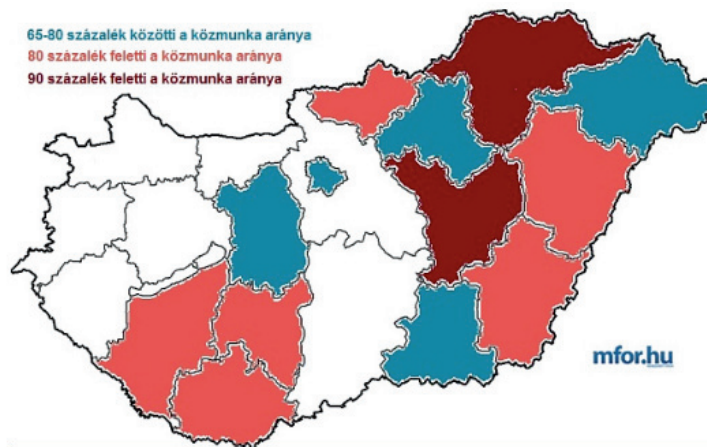 65-80 százalék közötti a közmunka aránya
80 százalék feletti a közmunka aránya
90 százalék feletti a közmunka aránya
mfor.hu